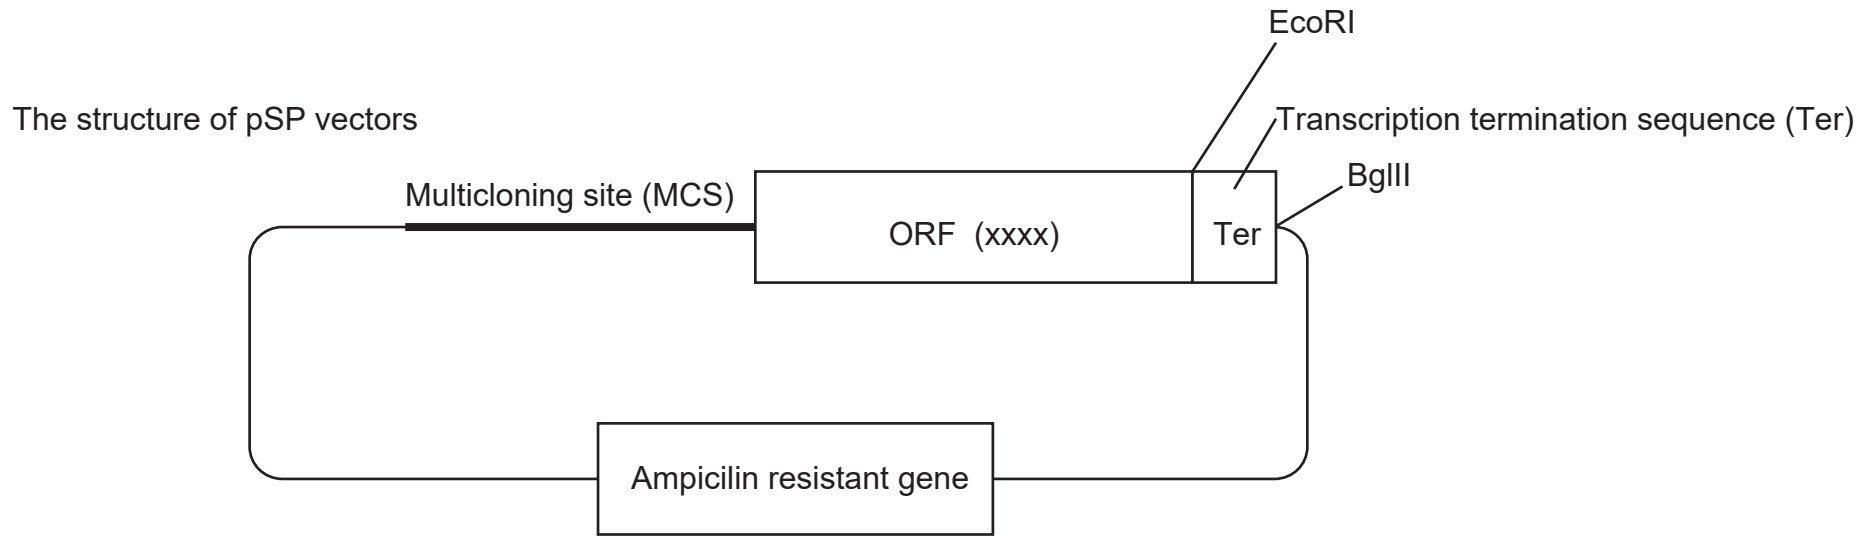 EcoRI
The structure of pSP vectors
Transcription termination sequence (Ter)
Multicloning site (MCS)
BglII
ORF (xxxx)
Ter
Ampicilin resistant gene